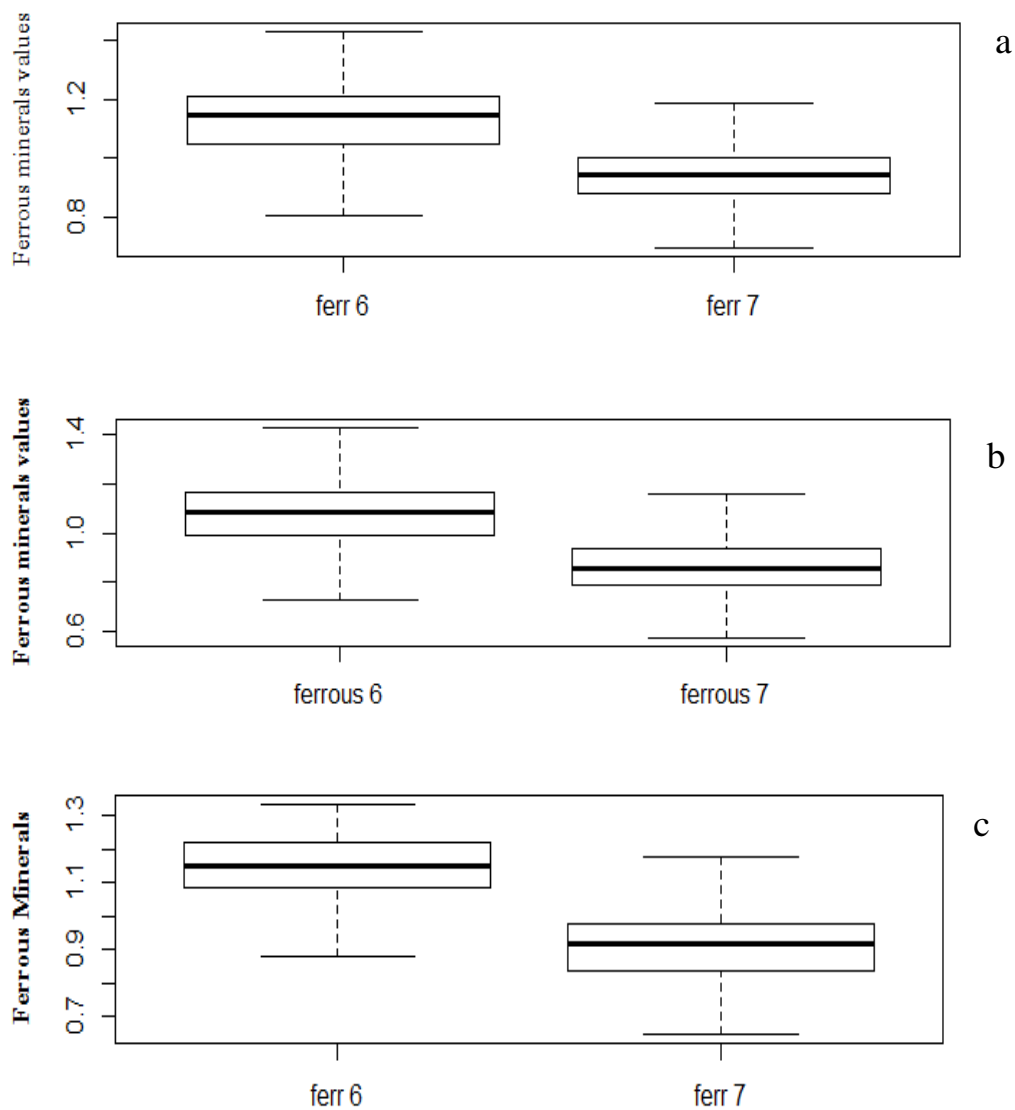 Ferrous minerals values
1.2
0.8
ferr 6
ferr 7
a
Ferrous minerals values
1.4
1.0
0.6
ferrous 6
ferrous 7
b
Ferrous Minerals
1.3
1.1
0.9
0.7
ferr 6
ferr 7
c